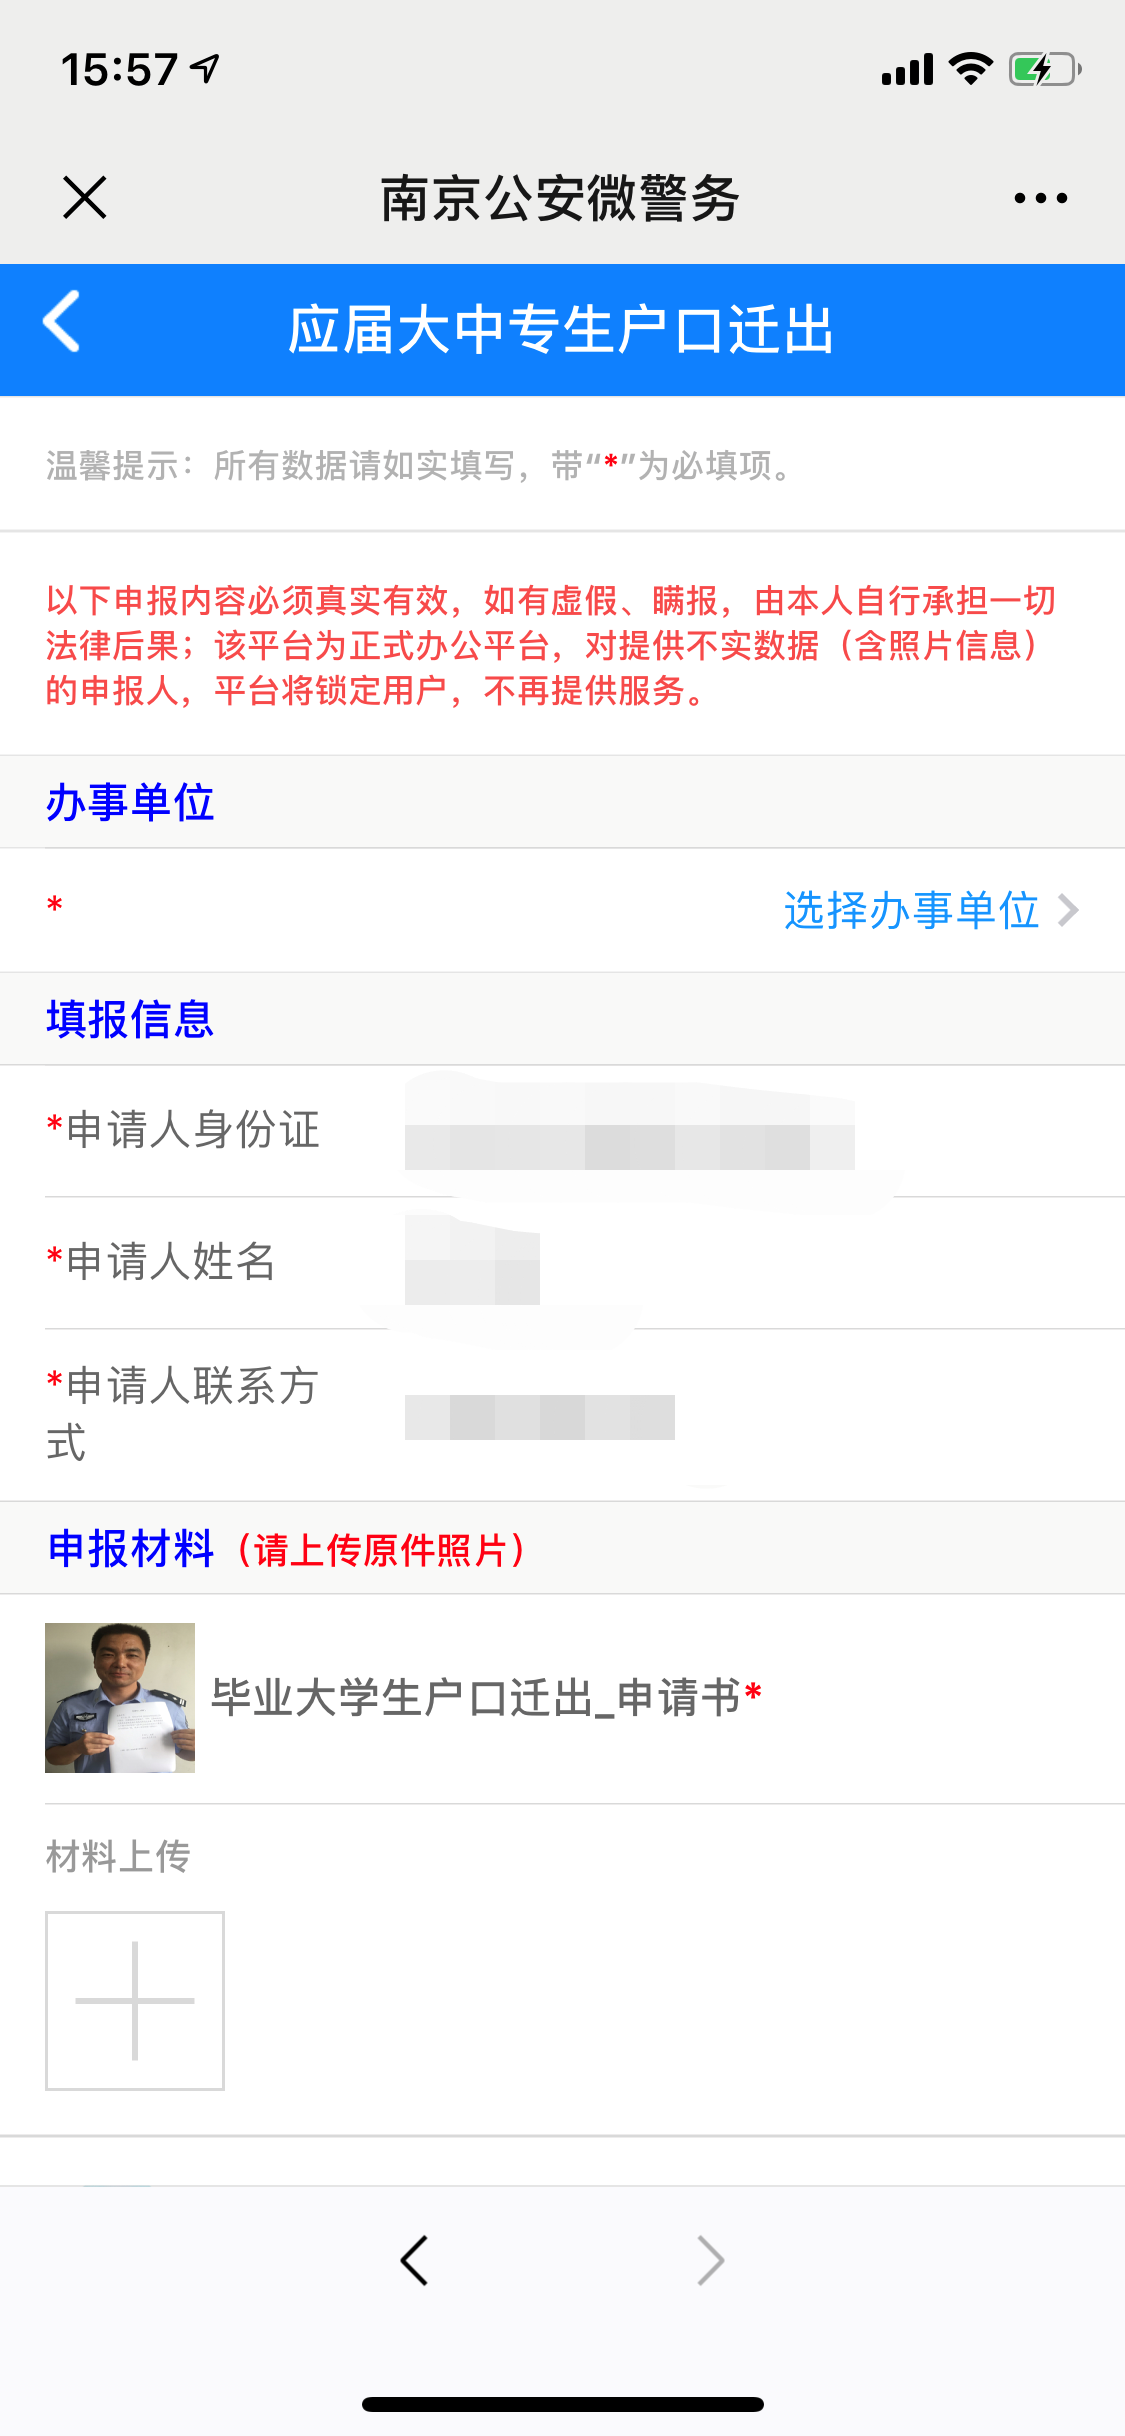 15:57
南京公安微警务
应届大中专生户口迁出
温馨提示：所有数据请如实填写，带“*”为必填项。
以下申报内容必须真实有效，如有虚假、瞒报，由本人自行承担一切
法律后果；该平台为正式办公平台，对提供不实数据（含照片信息）
的申报人，平台将锁定用户，不再提供服务。
办事单位
* 选择办事单位
填报信息
*申请人身份证
*申请人姓名
*申请人联系方
式
申报材料（请上传原件照片）
毕业大学生户口迁出_申请书*
材料上传